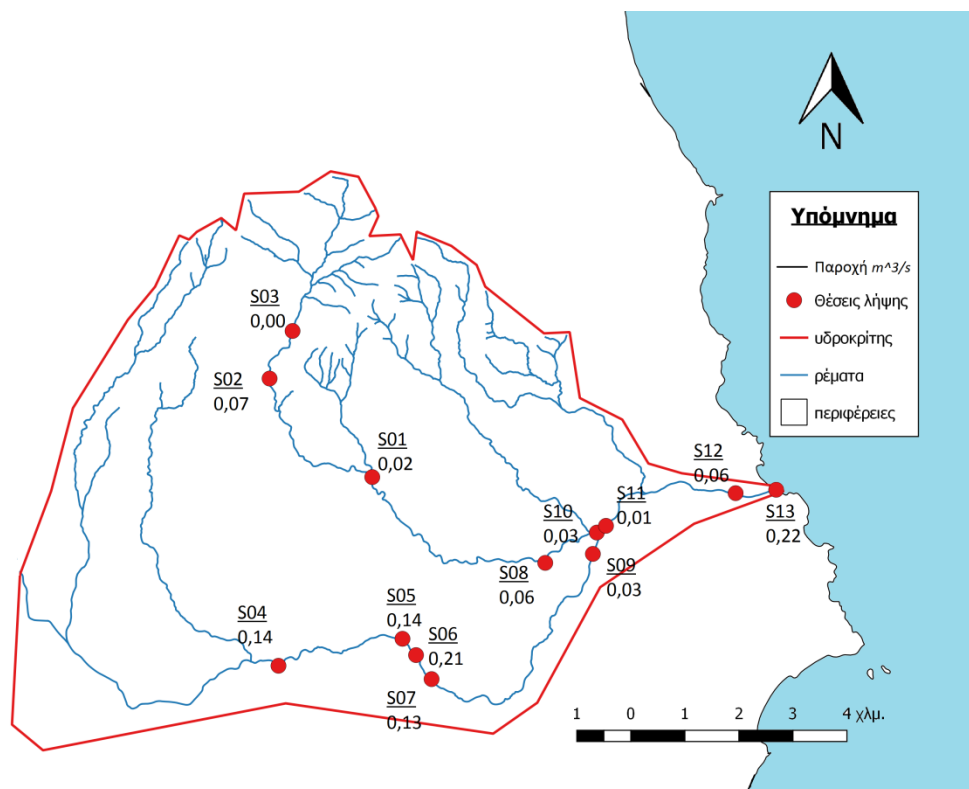 N
Υπόμνημα
Παροχή m^3/s
Θέσεις λήψης
υδροκρίτης
ρέματα
περιφέρειες
S03
0,00
S02
0,07
S01
0,02
S12
0,06
S11
0,01
S10
0,03
S13
0,22
S08
0,06
S09
0,03
S05
0,14
S04
0,14
S06
0,21
S07
0,13
1 0 1 2 3 4 χλμ.